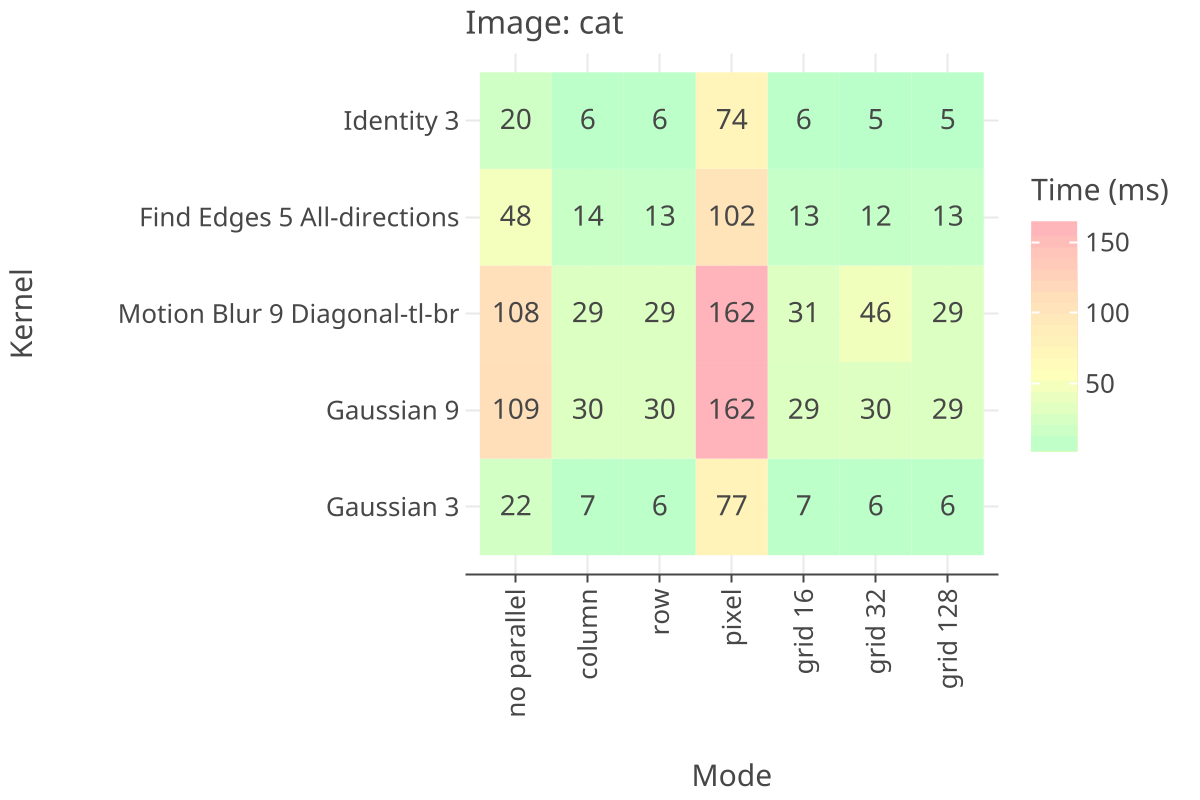 Image: cat
Kernel
Identity 3 20 6 6 74 6 5 5
Find Edges 5 All-directions 48 14 13 102 13 12 13
Motion Blur 9 Diagonal-tl-br 108 29 29 162 31 46 29
Gaussian 9 109 30 30 162 29 30 29
Gaussian 3 22 7 6 77 7 6 6
no parallel column row pixel grid 16 grid 32 grid 128
Mode
Time (ms)
150
100
50